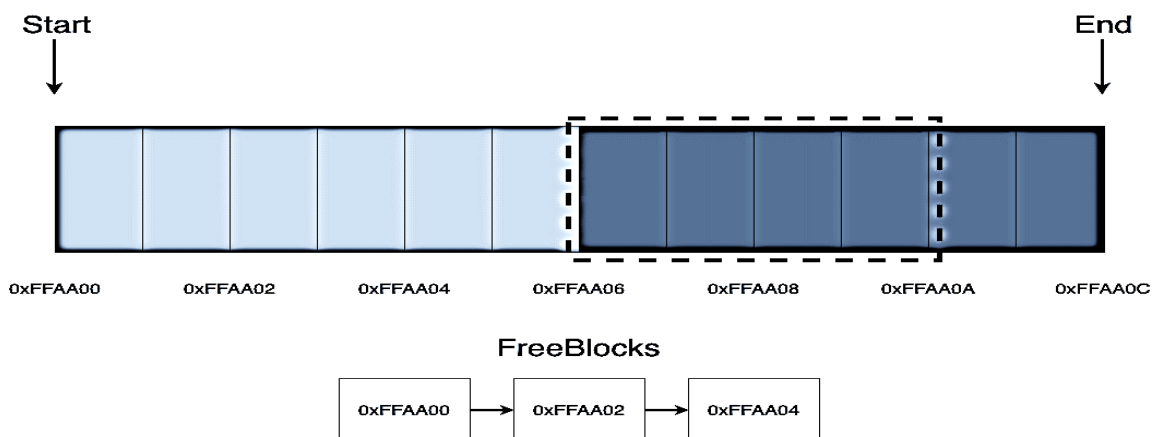 Start End
0xFFAA00 0xFFAA02 0xFFAA04 0xFFAA06 0xFFAA08 0xFFAA0A 0xFFAA0C
FreeBlocks
0xFFAA00 0xFFAA02 0xFFAA04